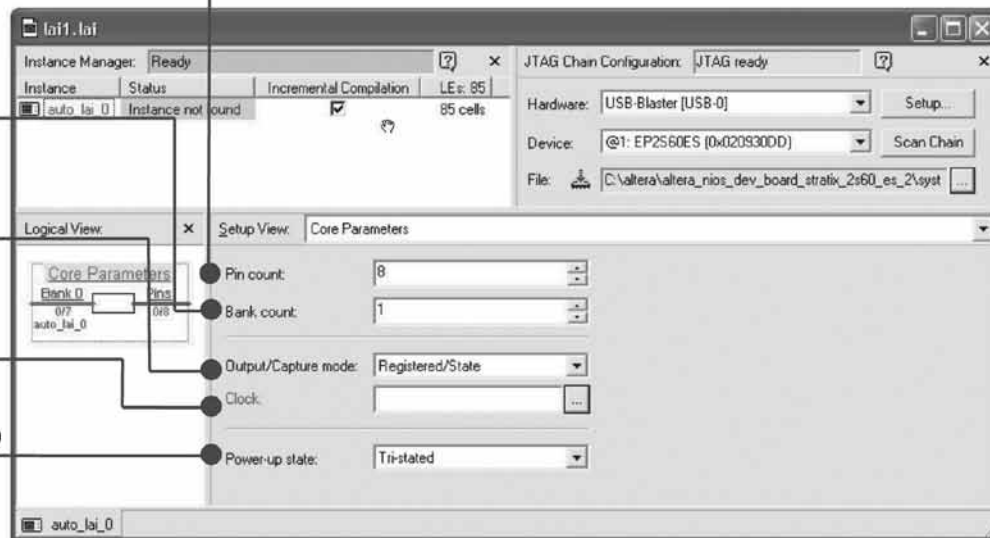 lai1.lai
Instance Manager: Ready
JTAG Chain Configuration: JTAG ready
Instance Status Incremental Compilation LEs: 85
auto_lai_0 Instance not found 85 cells
Hardware: USB-Blaster [USB-0] Setup...
Device: @1: EP2S60ES (0x020930DD) Scan Chain
File: C:\altera\altera_nios_dev_board_stratix_2s60_es_2\syst ...
Logical View: Setup View: Core Parameters
Core Parameters
Bank 0 Pins
0/7 0/8
auto_lai_0
Pin count: 8
Bank count: 1
Output/Capture mode: Registered/State
Clock: ...
Power-up state: Tri-stated
auto_lai_0